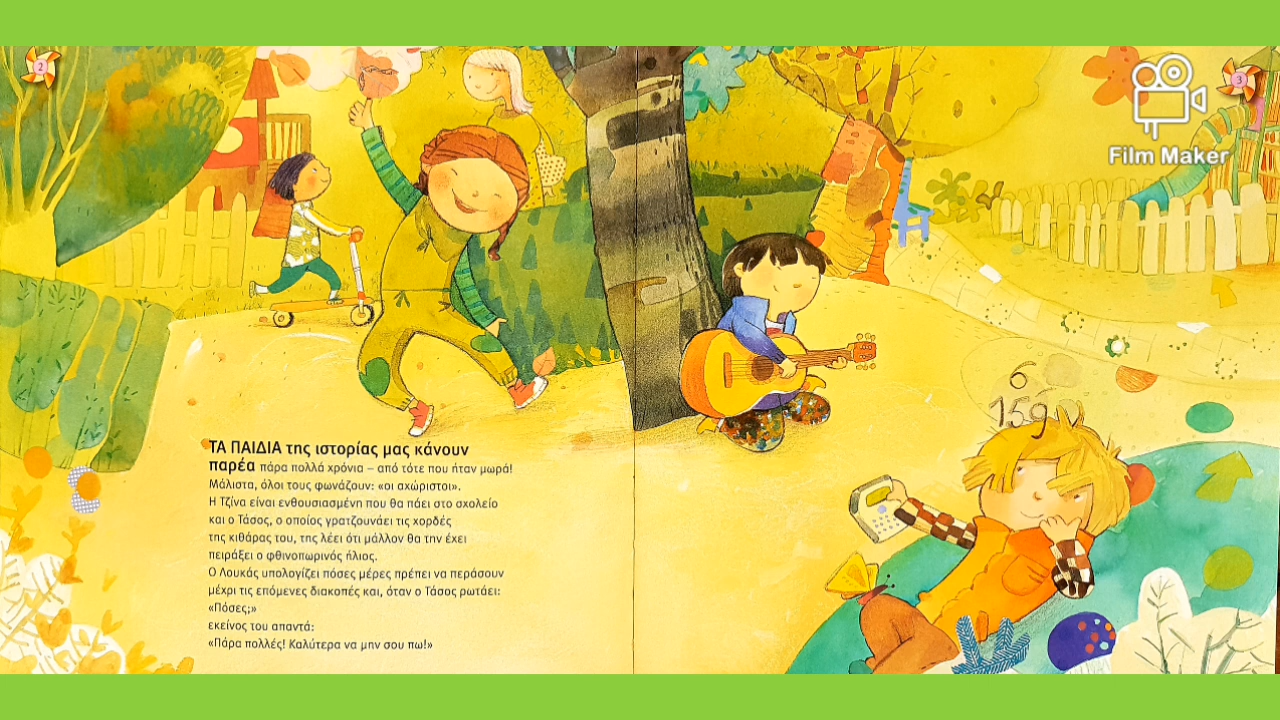 2
3
Film Maker
6
159
ΤΑ ΠΑΙΔΙΑ της ιστορίας μας κάνουν
παρέα πάρα πολλά χρόνια – από τότε που ήταν μωρά!
Μάλιστα, όλοι τους φωνάζουν: «οι αχώριστοι».
Η Τζίνα είναι ενθουσιασμένη που θα πάει στο σχολείο
και ο Τάσος, ο οποίος γρατζουνάει τις χορδές
της κιθάρας του, της λέει ότι μάλλον θα την έχει
πειράξει ο φθινοπωρινός ήλιος.
Ο Λουκάς υπολογίζει πόσες μέρες πρέπει να περάσουν
μέχρι τις επόμενες διακοπές και, όταν ο Τάσος ρωτάει:
«Πόσες;»
εκείνος του απαντά:
«Πάρα πολλές! Καλύτερα να μην σου πω!»